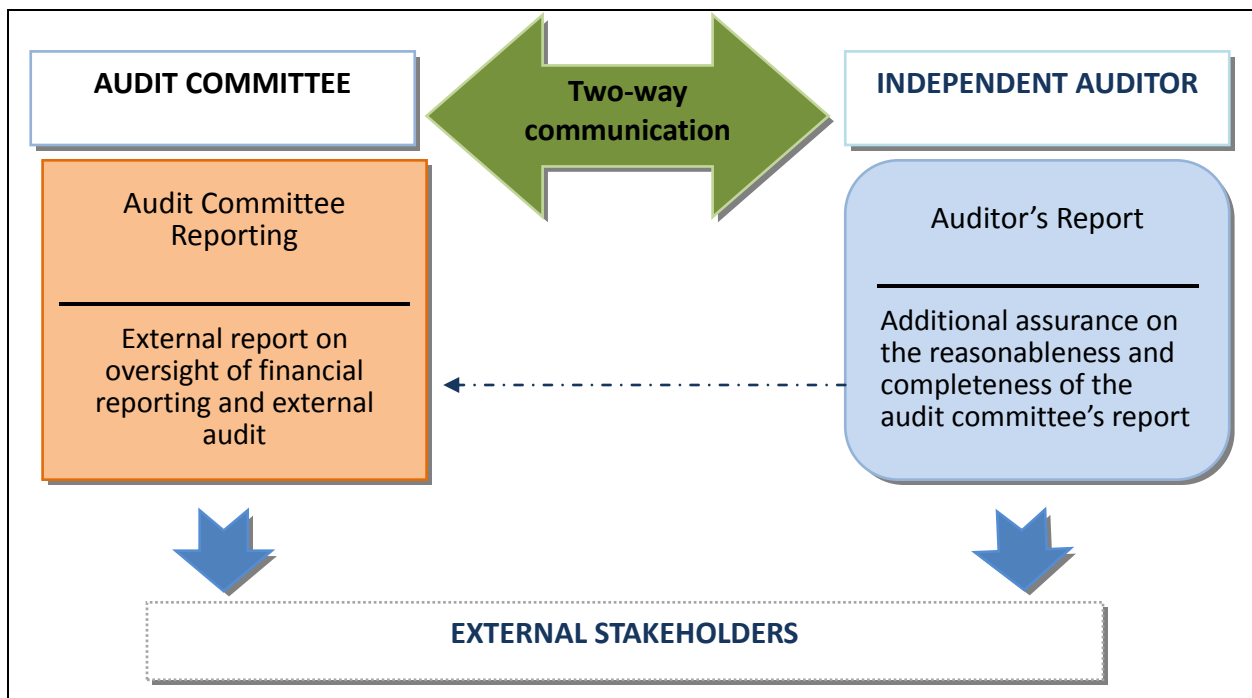 AUDIT COMMITTEE
Two-way
communication
INDEPENDENT AUDITOR
Audit Committee
Reporting
External report on
oversight of financial
reporting and external
audit
Auditor’s Report
Additional assurance on
the reasonableness and
completeness of the
audit committee’s report
EXTERNAL STAKEHOLDERS